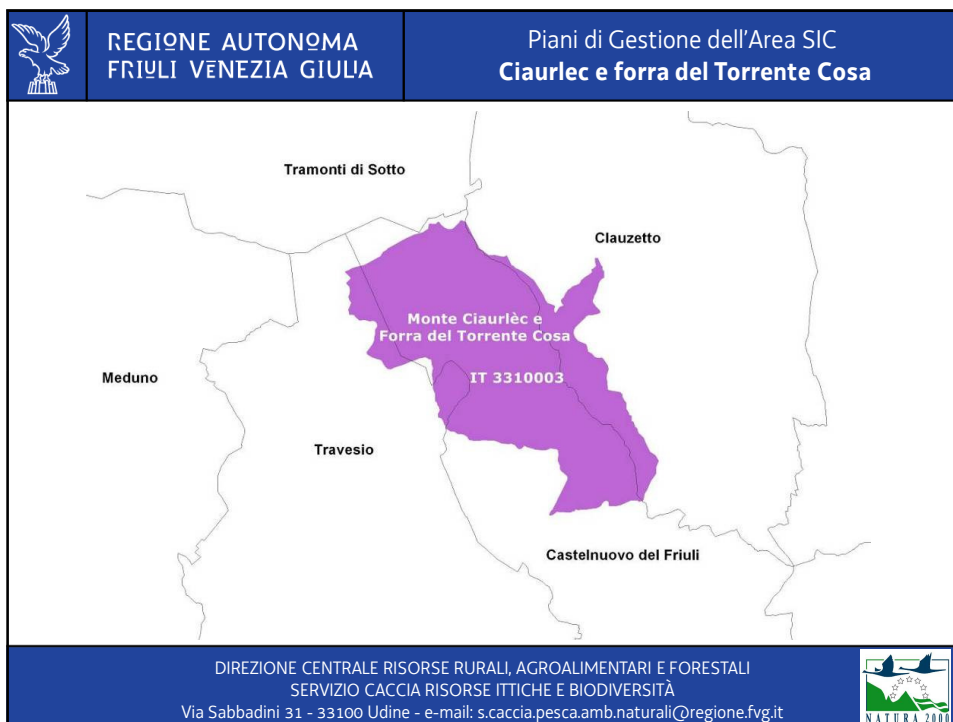 REGIONE AUTONOMA
FRIULI VENEZIA GIULIA
Piani di Gestione dell'Area SIC
Ciaurlec e forra del Torrente Cosa
Tramonti di Sotto
Clauzetto
Monte Ciaurlèc e
Forra del Torrente Cosa
IT 3310003
Meduno
Travesio
Castelnuovo del Friuli
DIREZIONE CENTRALE RISORSE RURALI, AGROALIMENTARI E FORESTALI
SERVIZIO CACCIA RISORSE ITTICHE E BIODIVERSITÀ
Via Sabbadini 31 - 33100 Udine - e-mail: s.caccia.pesca.amb.naturali@regione.fvg.it
NATURA 2000